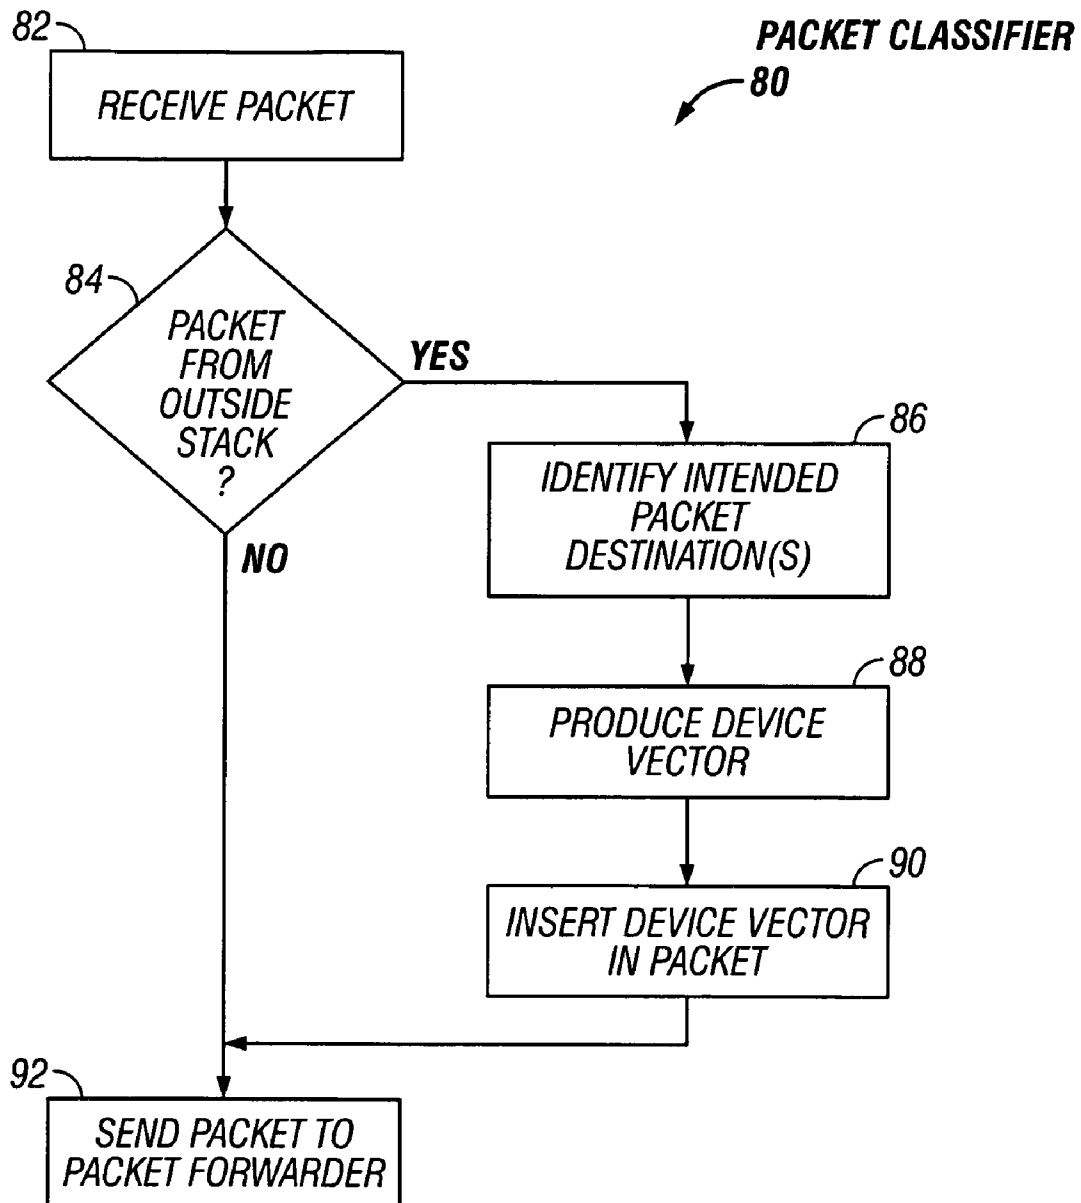 PACKET CLASSIFIER
80
82
RECEIVE PACKET
84
PACKET
FROM
OUTSIDE
STACK
?
YES
NO
86
IDENTIFY INTENDED
PACKET
DESTINATION(S)
88
PRODUCE DEVICE
VECTOR
90
INSERT DEVICE VECTOR
IN PACKET
92
SEND PACKET TO
PACKET FORWARDER